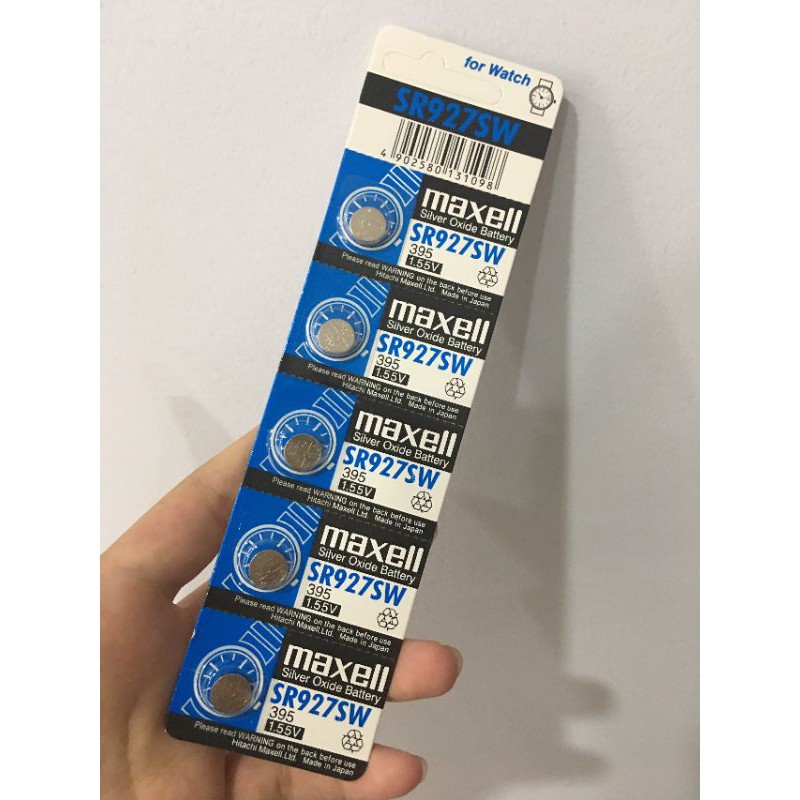 for Watch
SR927SW
4 902580 131098
maxell
Silver Oxide Battery
SR927SW
395
1.55V
Please read WARNING on the back before use
Hitachi Maxell.Ltd. Made in Japan
maxell
Silver Oxide Battery
SR927SW
395
1.55V
Please read WARNING on the back before use
Hitachi Maxell.Ltd. Made in Japan
maxell
Silver Oxide Battery
SR927SW
395
1.55V
Please read WARNING on the back before use
Hitachi Maxell.Ltd. Made in Japan
maxell
Silver Oxide Battery
SR927SW
395
1.55V
Please read WARNING on the back before use
Hitachi Maxell.Ltd. Made in Japan
maxell
Silver Oxide Battery
SR927SW
395
1.55V
Please read WARNING on the back before use
Hitachi Maxell.Ltd. Made in Japan